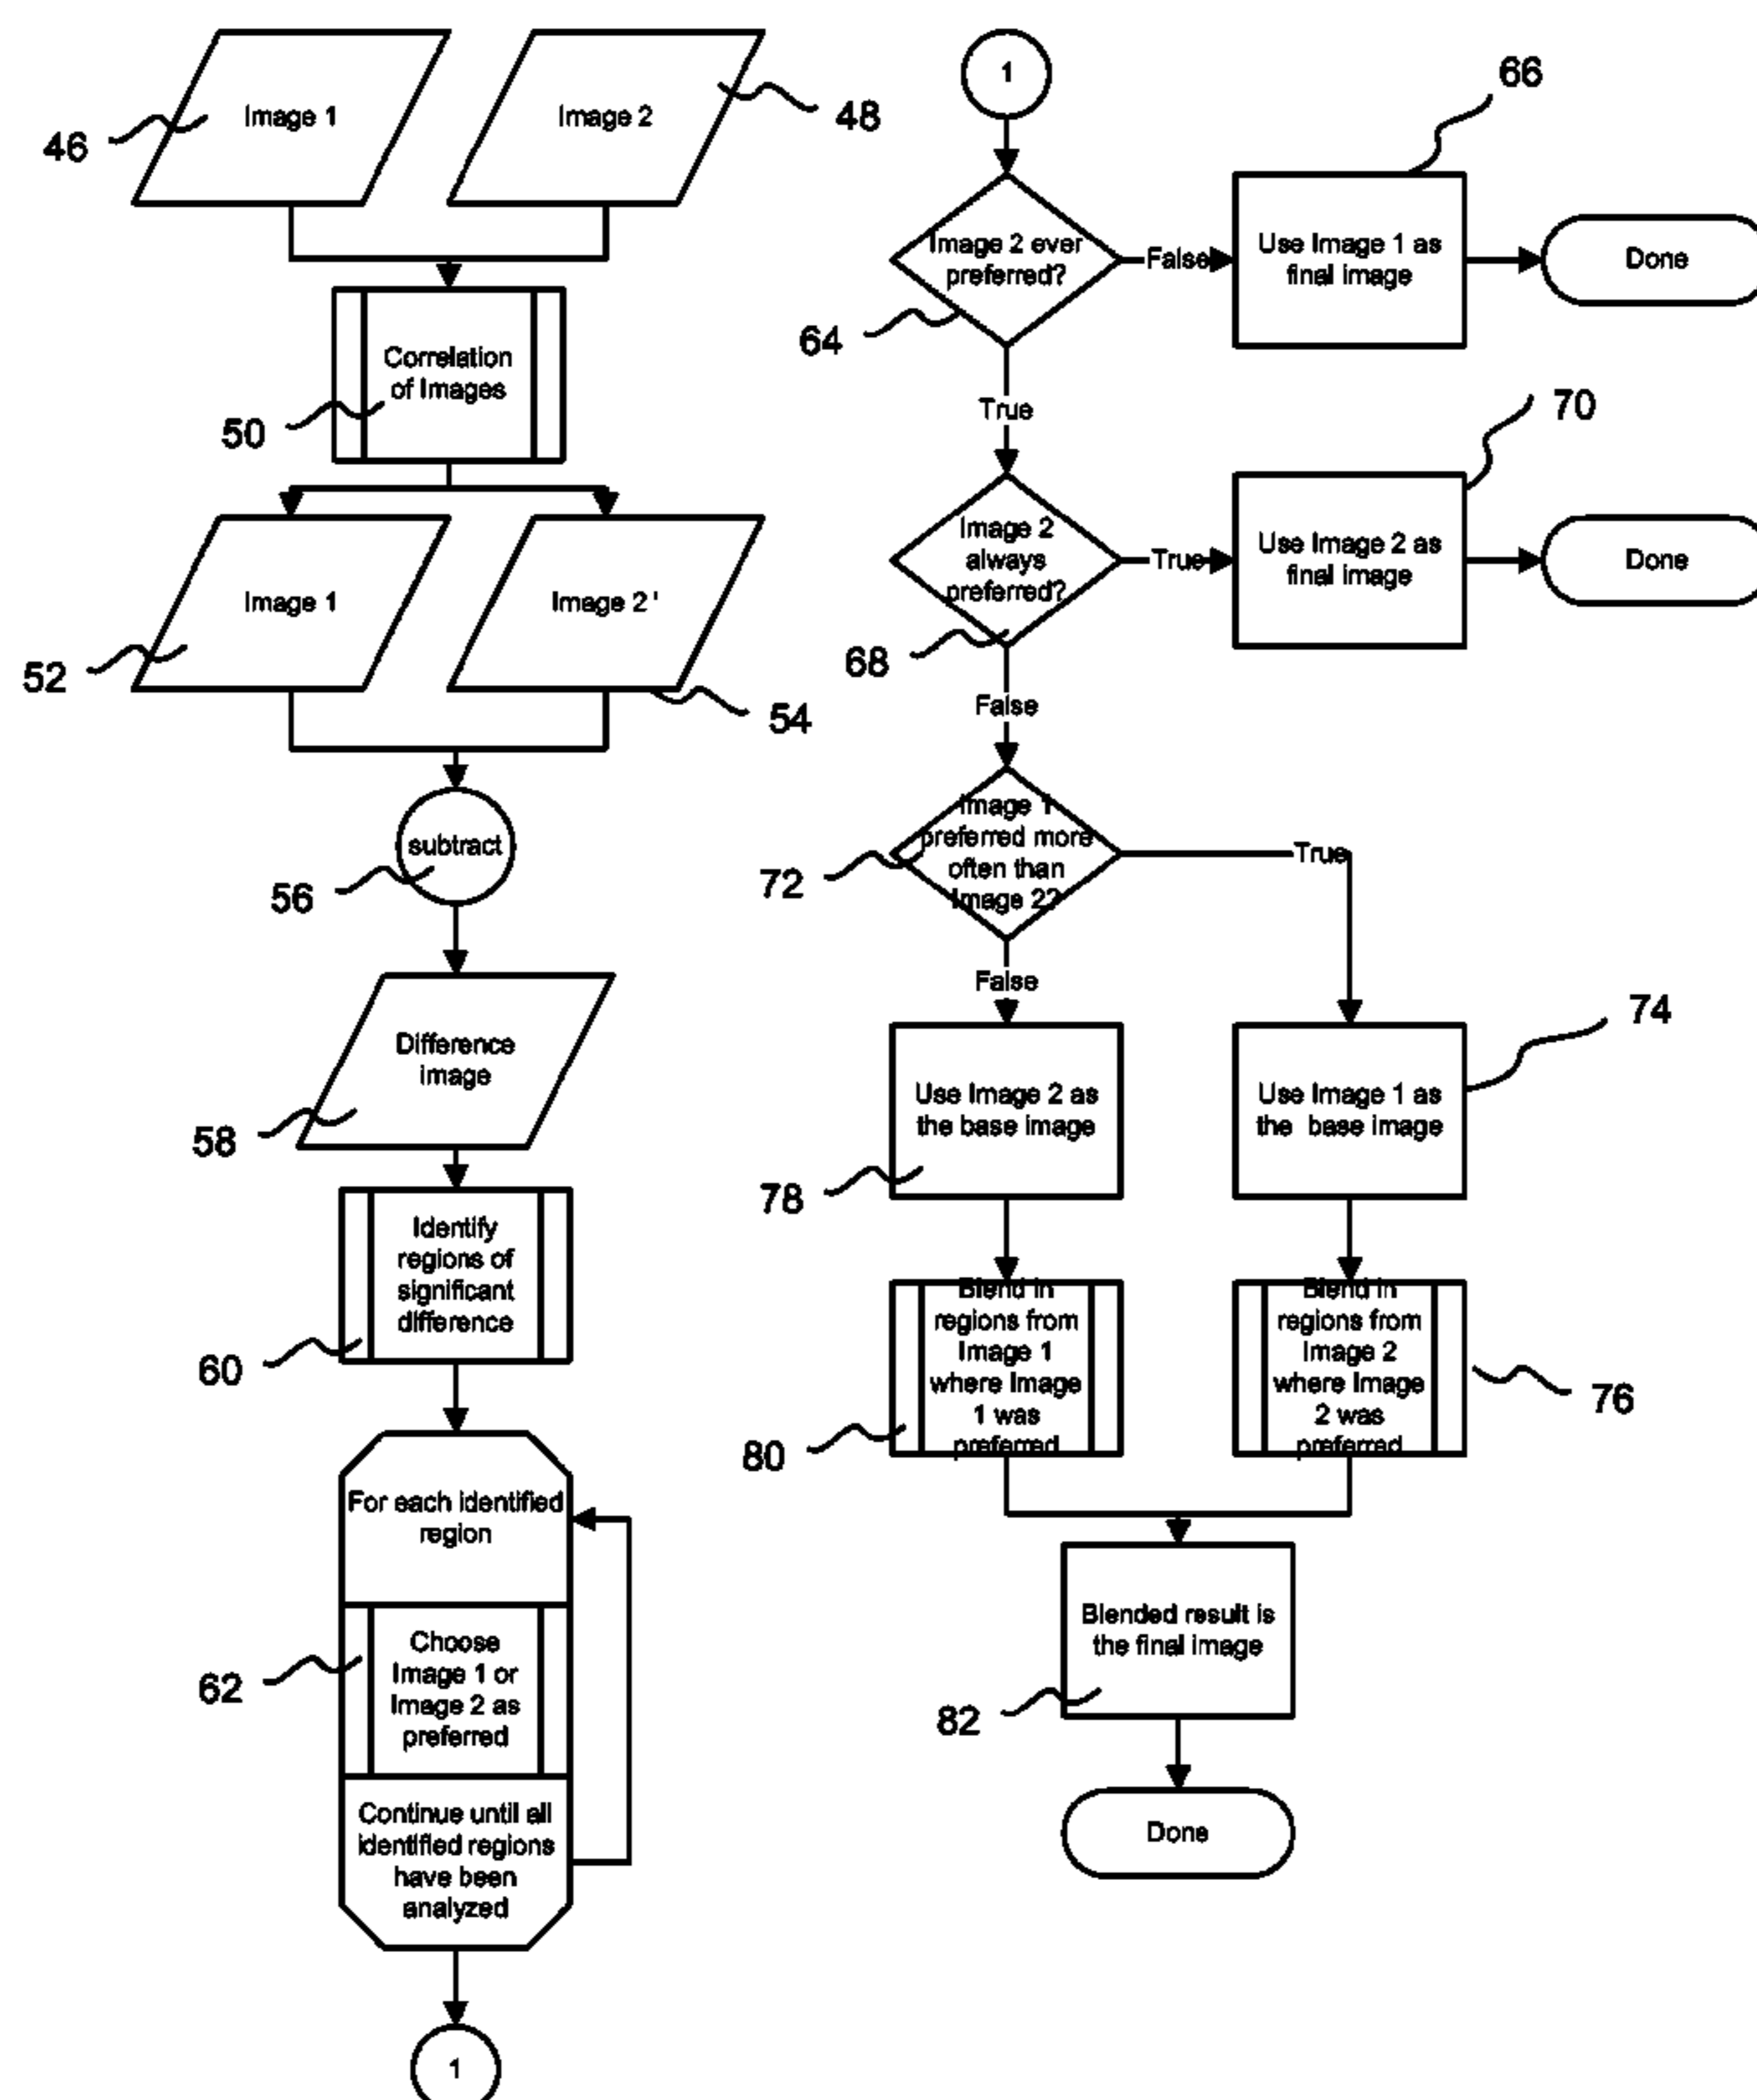 Image 1
46
Image 2
48
Correlation
of Images
50
Image 1
52
Image 2'
54
subtract
56
Difference
image
58
Identify
regions of
significant
difference
60
For each identified
region
Choose
Image 1 or
Image 2 as
preferred
62
Continue until all
identified regions
have been
analyzed
1
1
Image 2 ever
preferred?
64
False
Use Image 1 as
final image
66
Done
True
Image 2
always
preferred?
68
True
Use Image 2 as
final image
70
Done
False
Image 1
preferred more
often than
Image 2?
72
True
False
Use Image 2 as
the base image
78
Use Image 1 as
the base image
74
Blend in
regions from
Image 1
where Image
1 was
preferred
80
Blend in
regions from
Image 2
where Image
2 was
preferred
76
Blended result is
the final image
82
Done